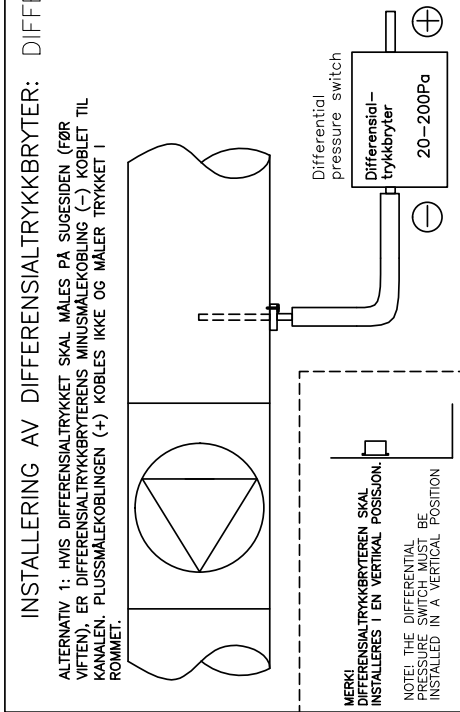 INSTALLERING AV DIFFERENSIALTRYKKBRYTER: DIFFE
ALTERNATIV 1: HVIS DIFFERENSIALTRYKKET SKAL MÅLES PÅ SUGESIDEN (FØR
VIFTEN), ER DIFFERENSIALTRYKKBRYTERENS MINUSMÅLEKOBLING (-) KOBLET TIL
KANALEN. PLUSSMÅLEKOBLINGEN (+) KOBLES IKKE OG MÅLER TRYKKET I
ROMMET.
Differential
pressure switch
Differensial-
trykkbryter
20-200Pa
MERK!
DIFFERENSIALTRYKKBRYTEREN SKAL
INSTALLERES I EN VERTIKAL POSISJON.
NOTE! THE DIFFERENTIAL
PRESSURE SWITCH MUST BE
INSTALLED IN A VERTICAL POSITION